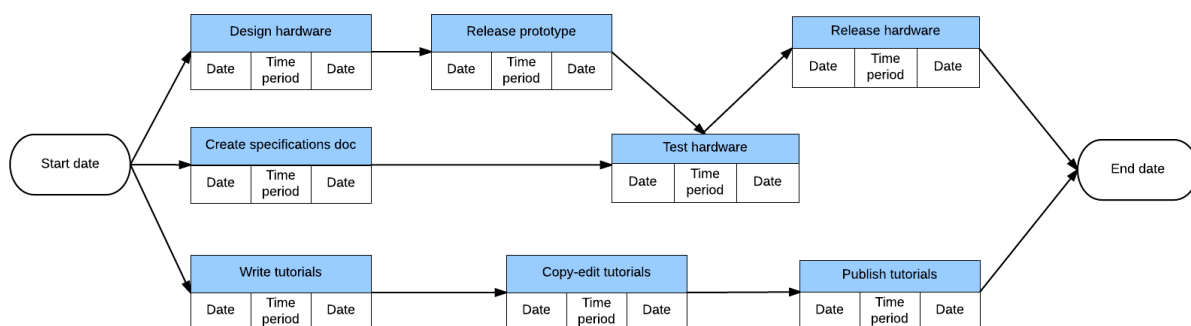 Design hardware
Date Time period Date
Release prototype
Date Time period Date
Release hardware
Date Time period Date
Start date
Create specifications doc
Date Time period Date
Test hardware
Date Time period Date
End date
Write tutorials
Date Time period Date
Copy-edit tutorials
Date Time period Date
Publish tutorials
Date Time period Date